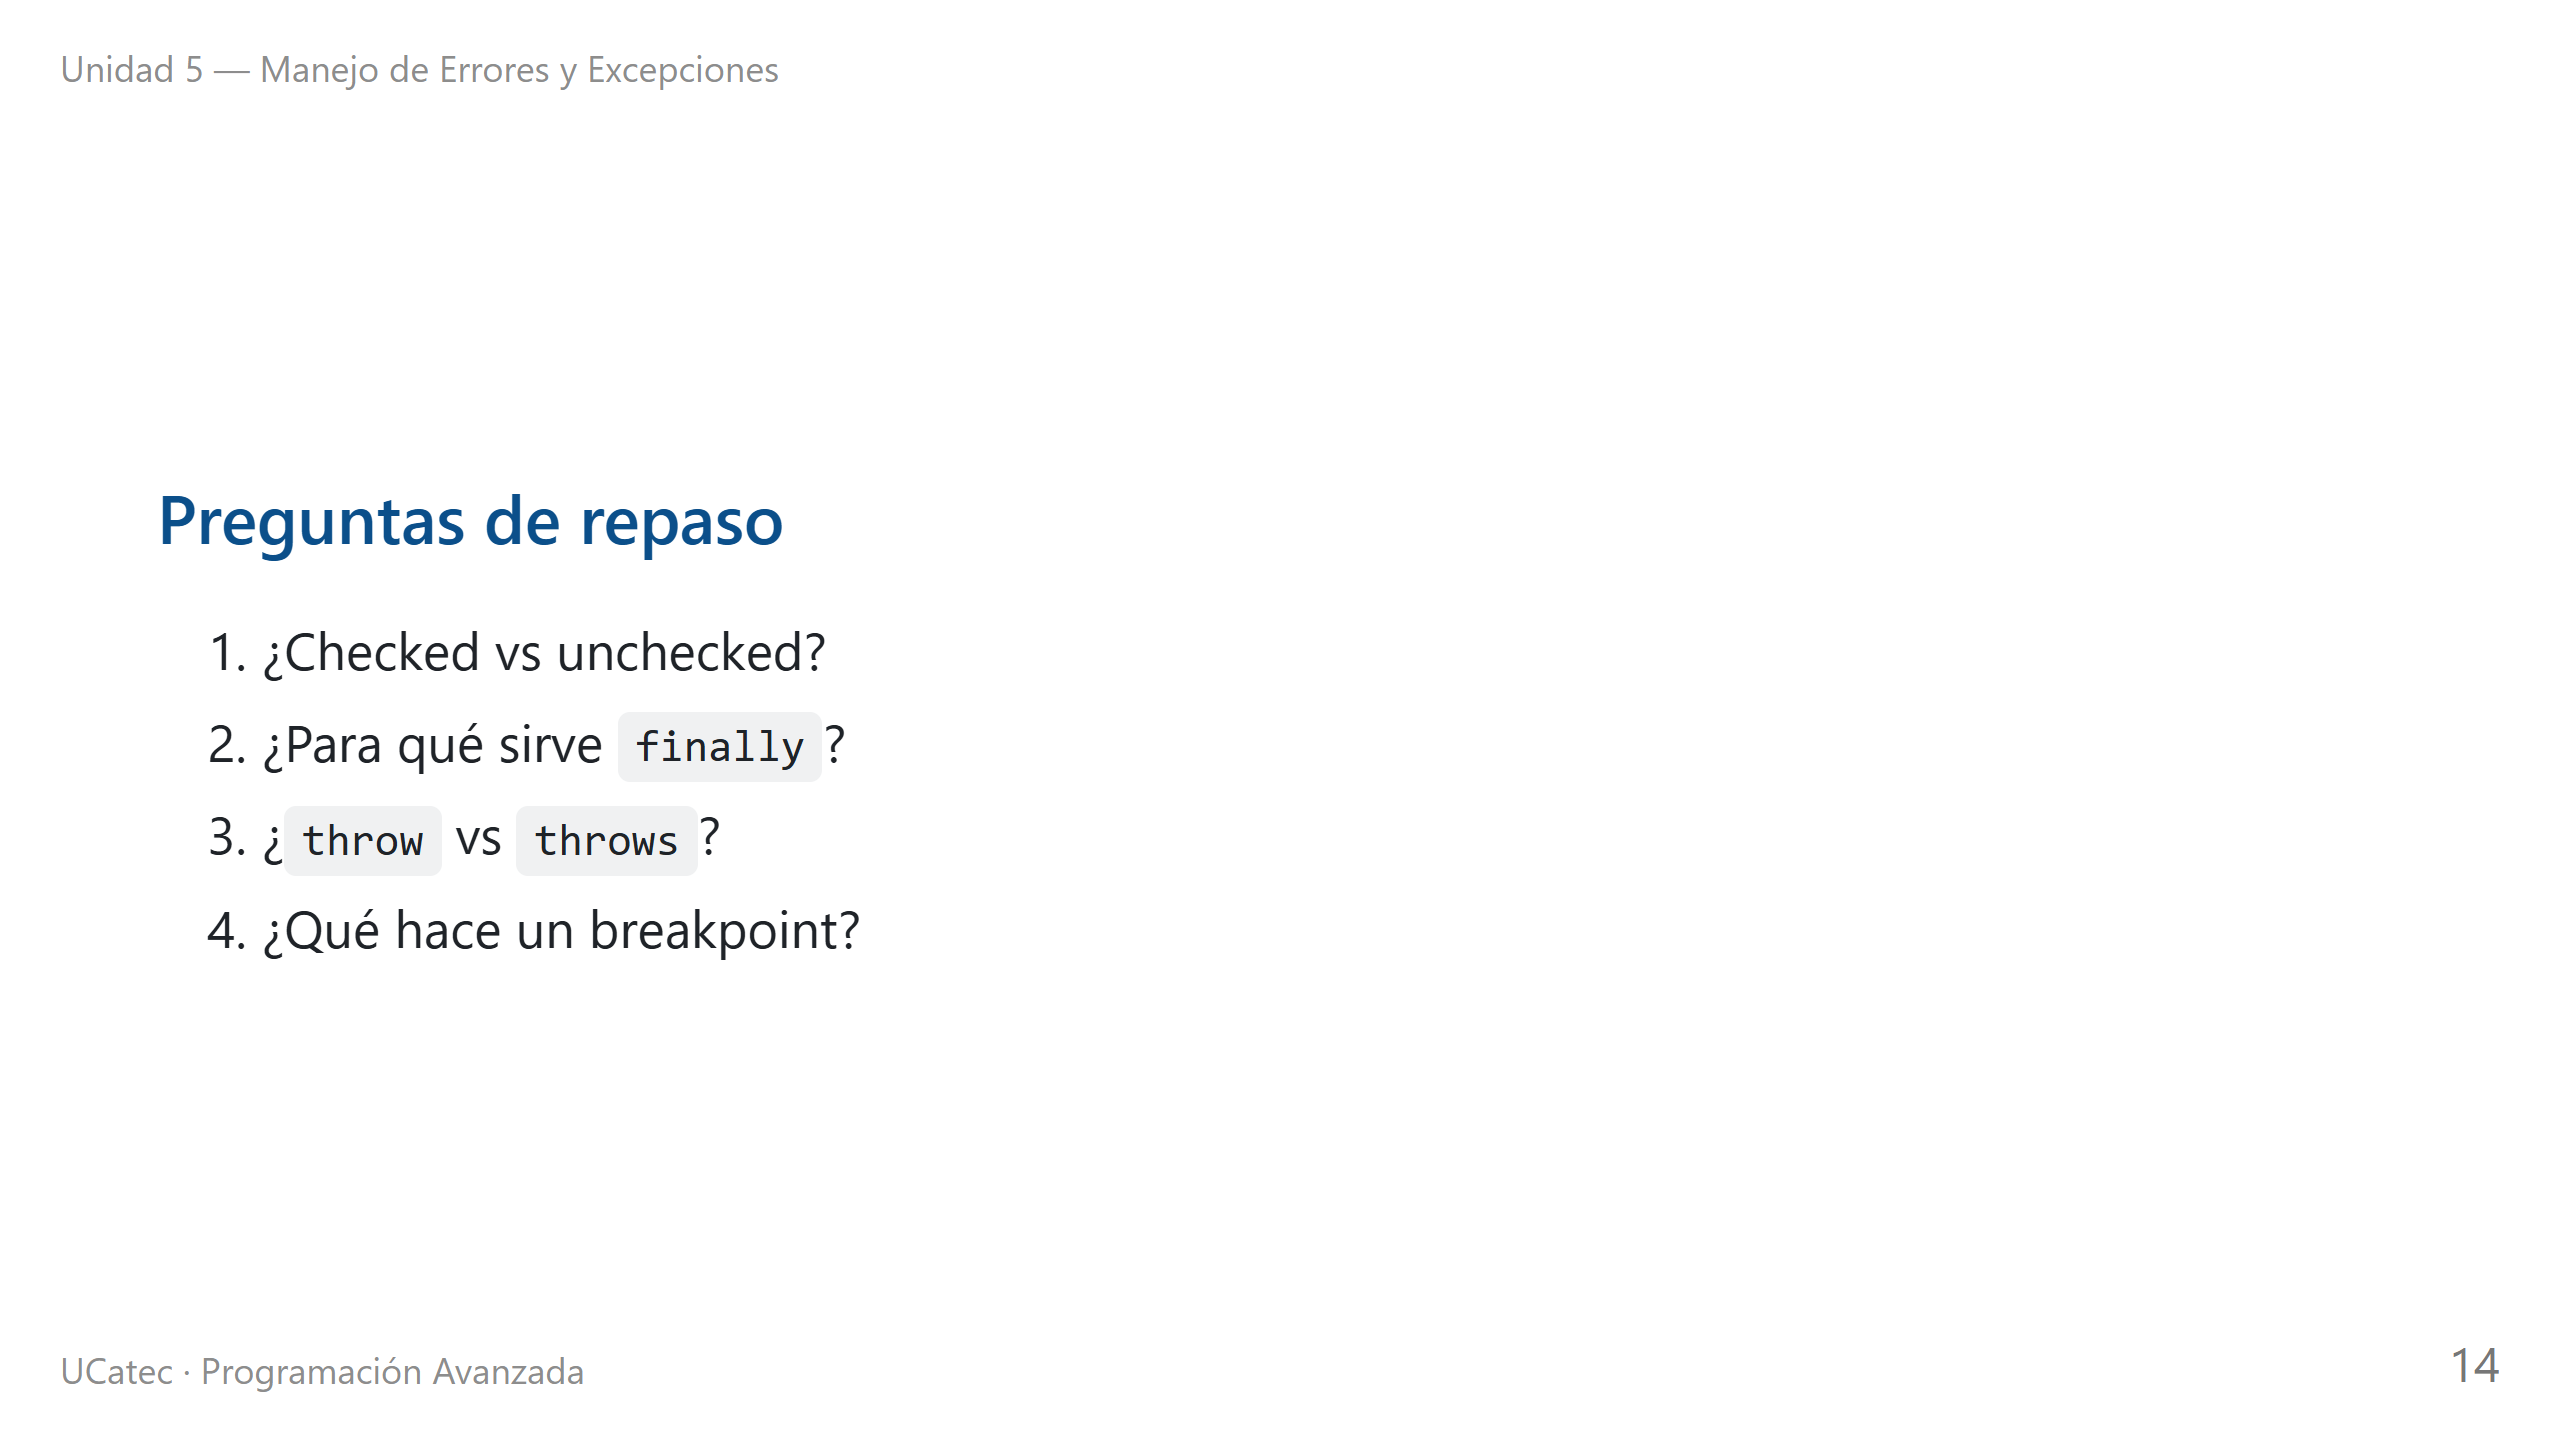 Unidad 5 — Manejo de Errores y Excepciones
Preguntas de repaso
1. ¿Checked vs unchecked?
2. ¿Para qué sirve finally?
3. ¿throw vs throws?
4. ¿Qué hace un breakpoint?
UCatec · Programación Avanzada
14